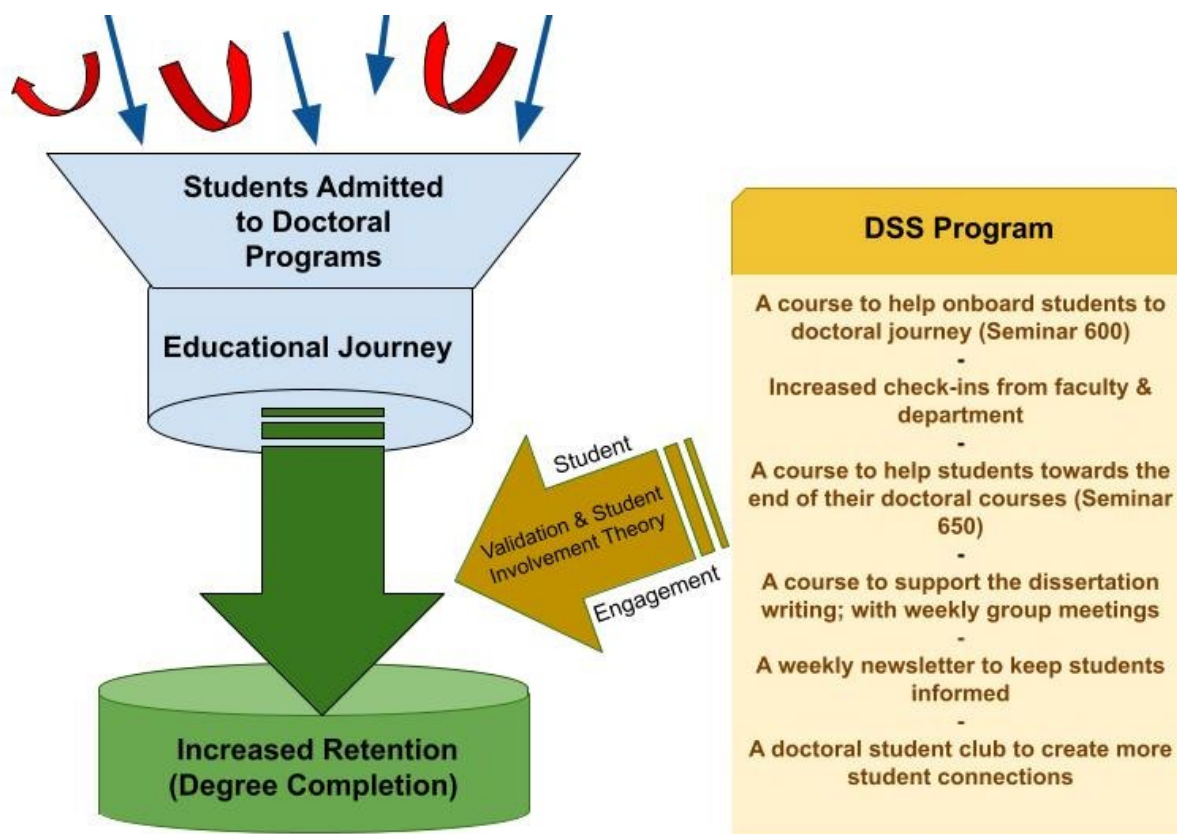 Students Admitted
to Doctoral
Programs
Educational Journey
Student
Validation & Student
Involvement Theory
Engagement
Increased Retention
(Degree Completion)
DSS Program
A course to help onboard students to
doctoral journey (Seminar 600)
-
Increased check-ins from faculty &
department
-
A course to help students towards the
end of their doctoral courses (Seminar
650)
-
A course to support the dissertation
writing; with weekly group meetings
-
A weekly newsletter to keep students
informed
-
A doctoral student club to create more
student connections